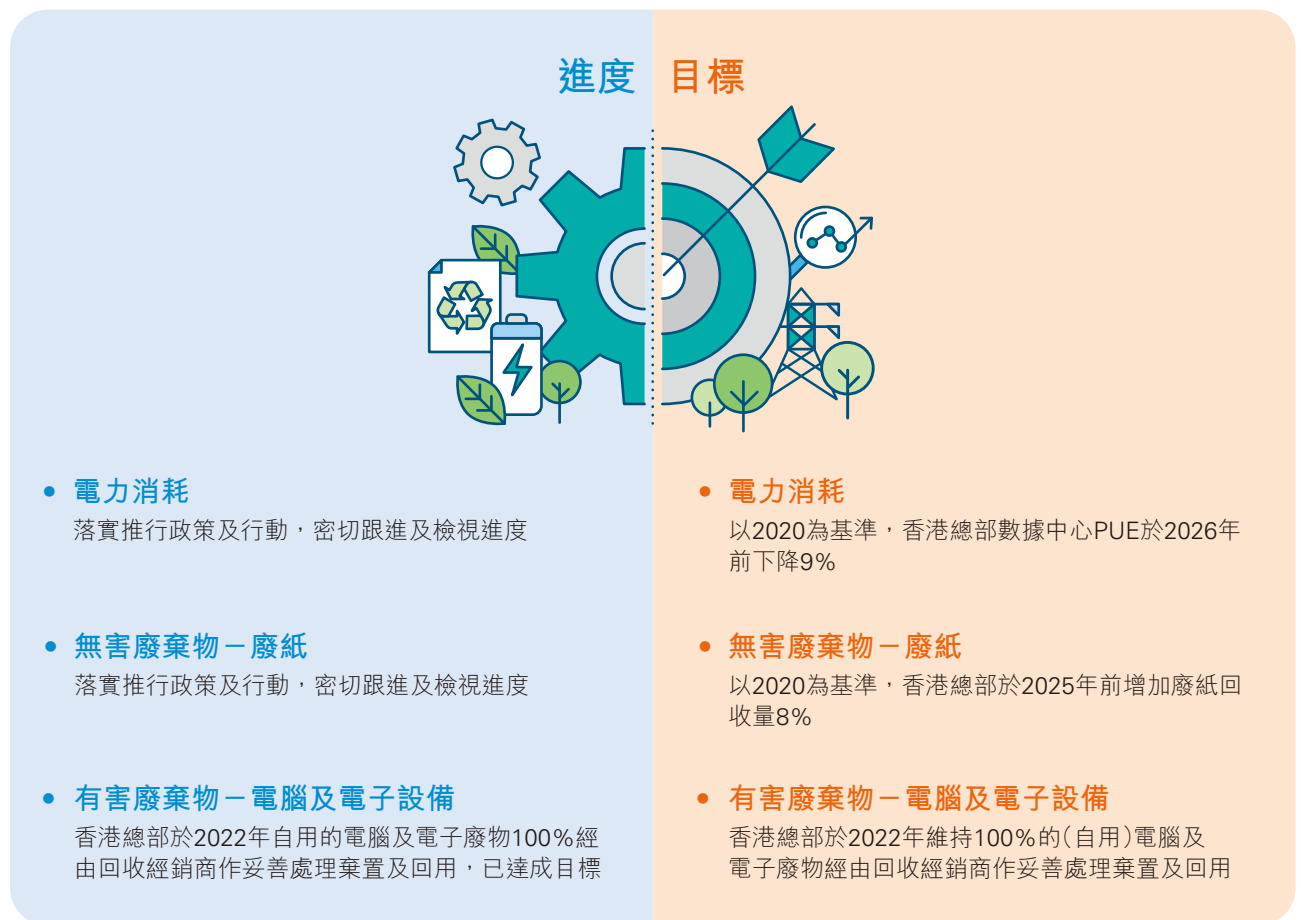 進度
• 電力消耗
落實推行政策及行動，密切跟進及檢視進度
• 無害廢棄物－廢紙
落實推行政策及行動，密切跟進及檢視進度
• 有害廢棄物－電腦及電子設備
香港總部於2022年自用的電腦及電子廢物100%經
由回收經銷商作妥善處理棄置及回用，已達成目標
目標
• 電力消耗
以2020為基準，香港總部數據中心PUE於2026年
前下降9%
• 無害廢棄物－廢紙
以2020為基準，香港總部於2025年前增加廢紙回
收量8%
• 有害廢棄物－電腦及電子設備
香港總部於2022年維持100%的（自用）電腦及
電子廢物經由回收經銷商作妥善處理棄置及回用